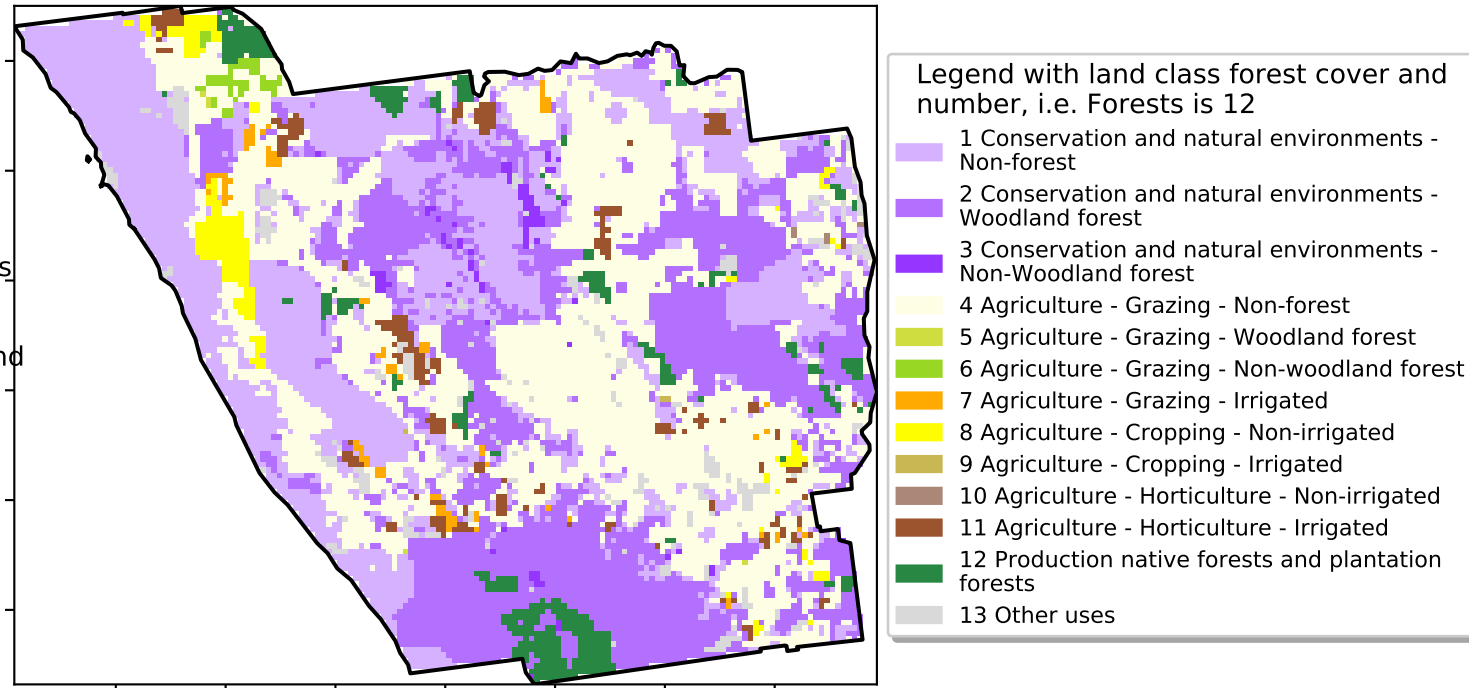 s
nd
Legend with land class forest cover and
number, i.e. Forests is 12
1 Conservation and natural environments -
Non-forest
2 Conservation and natural environments -
Woodland forest
3 Conservation and natural environments -
Non-Woodland forest
4 Agriculture - Grazing - Non-forest
5 Agriculture - Grazing - Woodland forest
6 Agriculture - Grazing - Non-woodland forest
7 Agriculture - Grazing - Irrigated
8 Agriculture - Cropping - Non-irrigated
9 Agriculture - Cropping - Irrigated
10 Agriculture - Horticulture - Non-irrigated
11 Agriculture - Horticulture - Irrigated
12 Production native forests and plantation
forests
13 Other uses